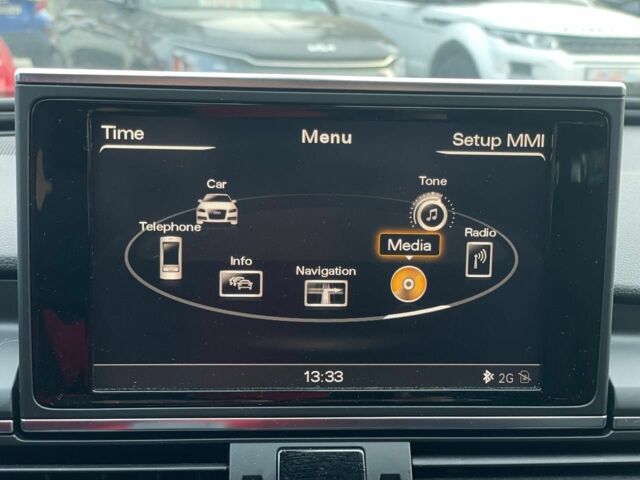 Time
Menu
Setup MMI
Car
Tone
Telephone
Media
Radio
Info
Navigation
13:33
2G
KIA